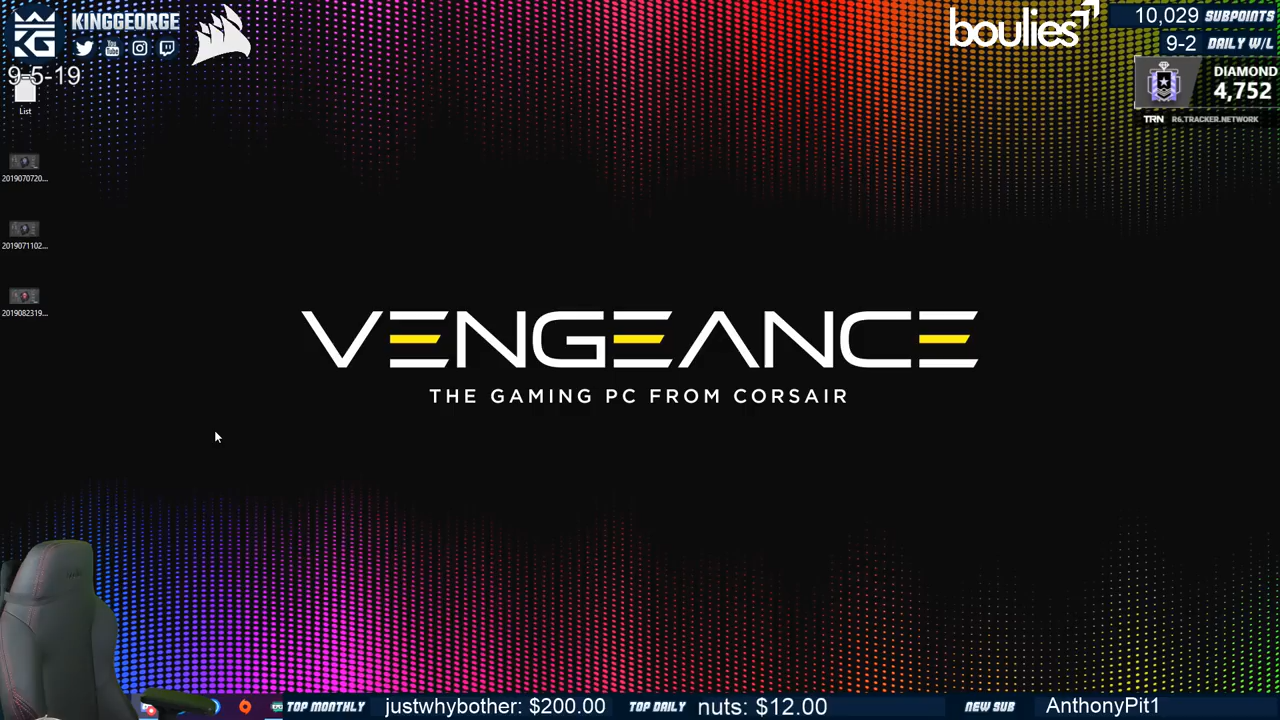 KINGGEORGE
9-5-19
List
2019070720...
2019071102...
2019082319...
boulies
10,029 SUBPOINTS
9-2 DAILY W/L
DIAMOND
4,752
TRN R6.TRACKER.NETWORK
VENGEANCE
THE GAMING PC FROM CORSAIR
TOP MONTHLY justwhybother: $200.00 TOP DAILY nuts: $12.00 NEW SUB AnthonyPit1